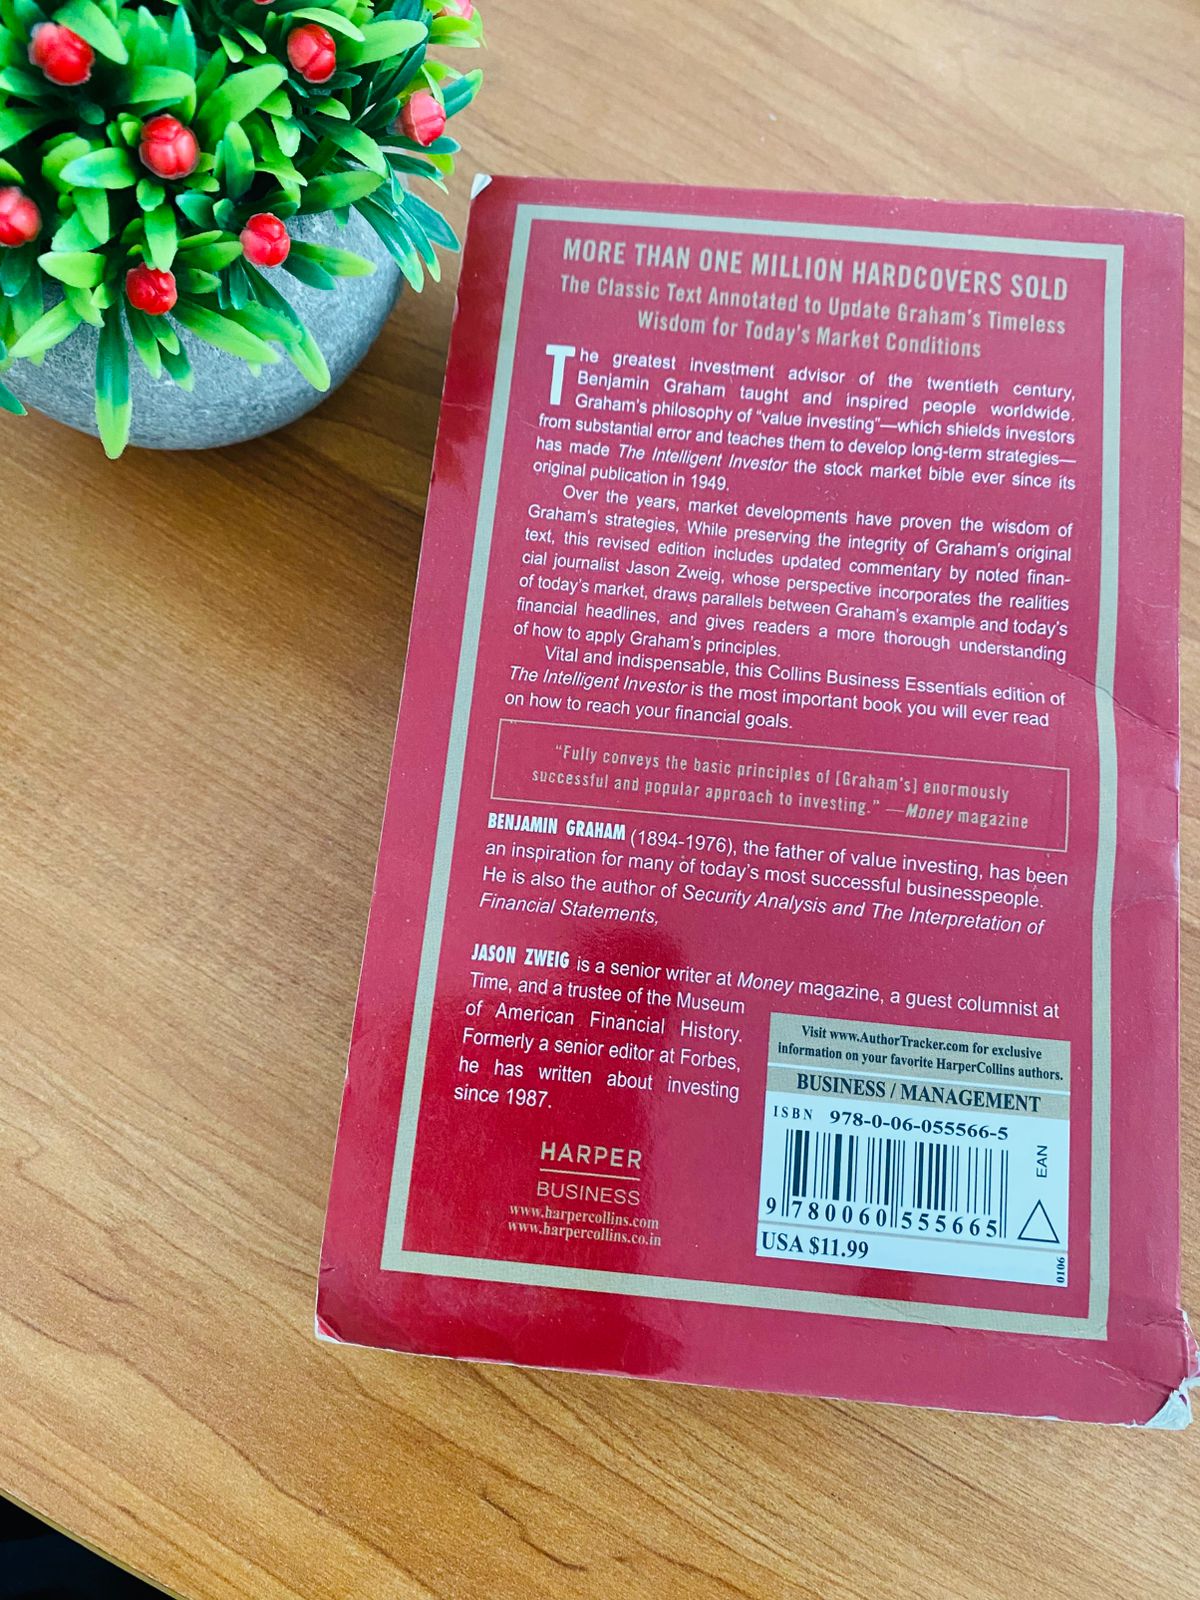 MORE THAN ONE MILLION HARDCOVERS SOLD
The Classic Text Annotated to Update Graham's Timeless
Wisdom for Today's Market Conditions
The greatest investment advisor of the twentieth century,
Benjamin Graham taught and inspired people worldwide.
Graham's philosophy of "value investing"—which shields investors
from substantial error and teaches them to develop long-term strategies—
has made The Intelligent Investor the stock market bible ever since its
original publication in 1949.
Over the years, market developments have proven the wisdom of
Graham's strategies, While preserving the integrity of Graham's original
text, this revised edition includes updated commentary by noted finan-
cial journalist Jason Zweig, whose perspective incorporates the realities
of today's market, draws parallels between Graham's example and today's
financial headlines, and gives readers a more thorough understanding
of how to apply Graham's principles.
Vital and indispensable, this Collins Business Essentials edition of
The Intelligent Investor is the most important book you will ever read
on how to reach your financial goals.
"Fully conveys the basic principles of [Graham's] enormously
successful and popular approach to investing." —Money magazine
BENJAMIN GRAHAM (1894-1976), the father of value investing, has been
an inspiration for many of today's most successful businesspeople.
He is also the author of Security Analysis and The Interpretation of
Financial Statements,
JASON ZWEIG is a senior writer at Money magazine, a guest columnist at
Time, and a trustee of the Museum
of American Financial History.
Formerly a senior editor at Forbes,
he has written about investing
since 1987.
HARPER
BUSINESS
www.harpercollins.com
www.harpercollins.co.in
Visit www.AuthorTracker.com for exclusive
information on your favorite HarperCollins authors.
BUSINESS / MANAGEMENT
ISBN 978-0-06-055566-5
EAN
9 780060 555665
USA $11.99
0106